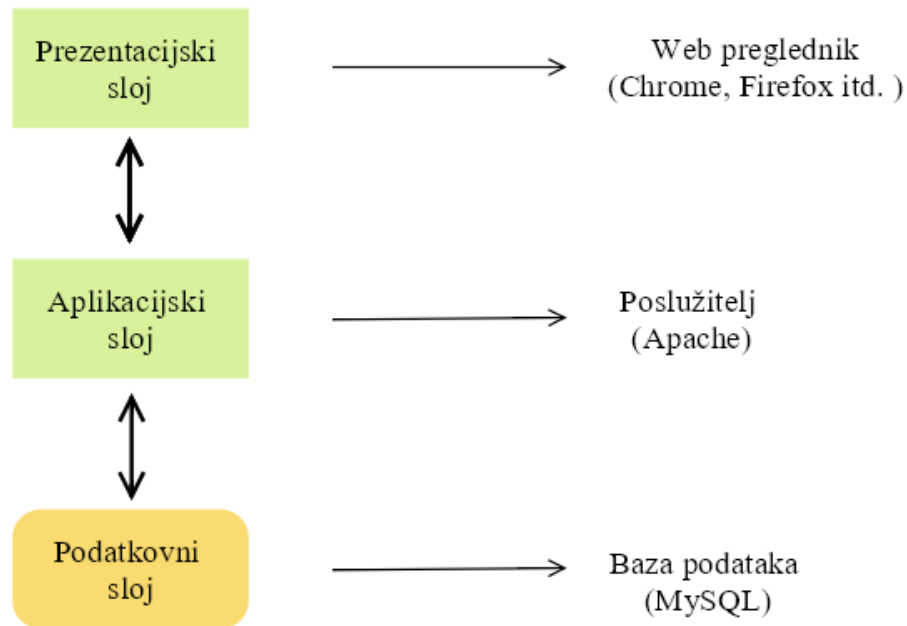 Prezentacijski
sloj
Web preglednik
(Chrome, Firefox itd. )
Aplikacijski
sloj
Poslužitelj
(Apache)
Podatkovni
sloj
Baza podataka
(MySQL)